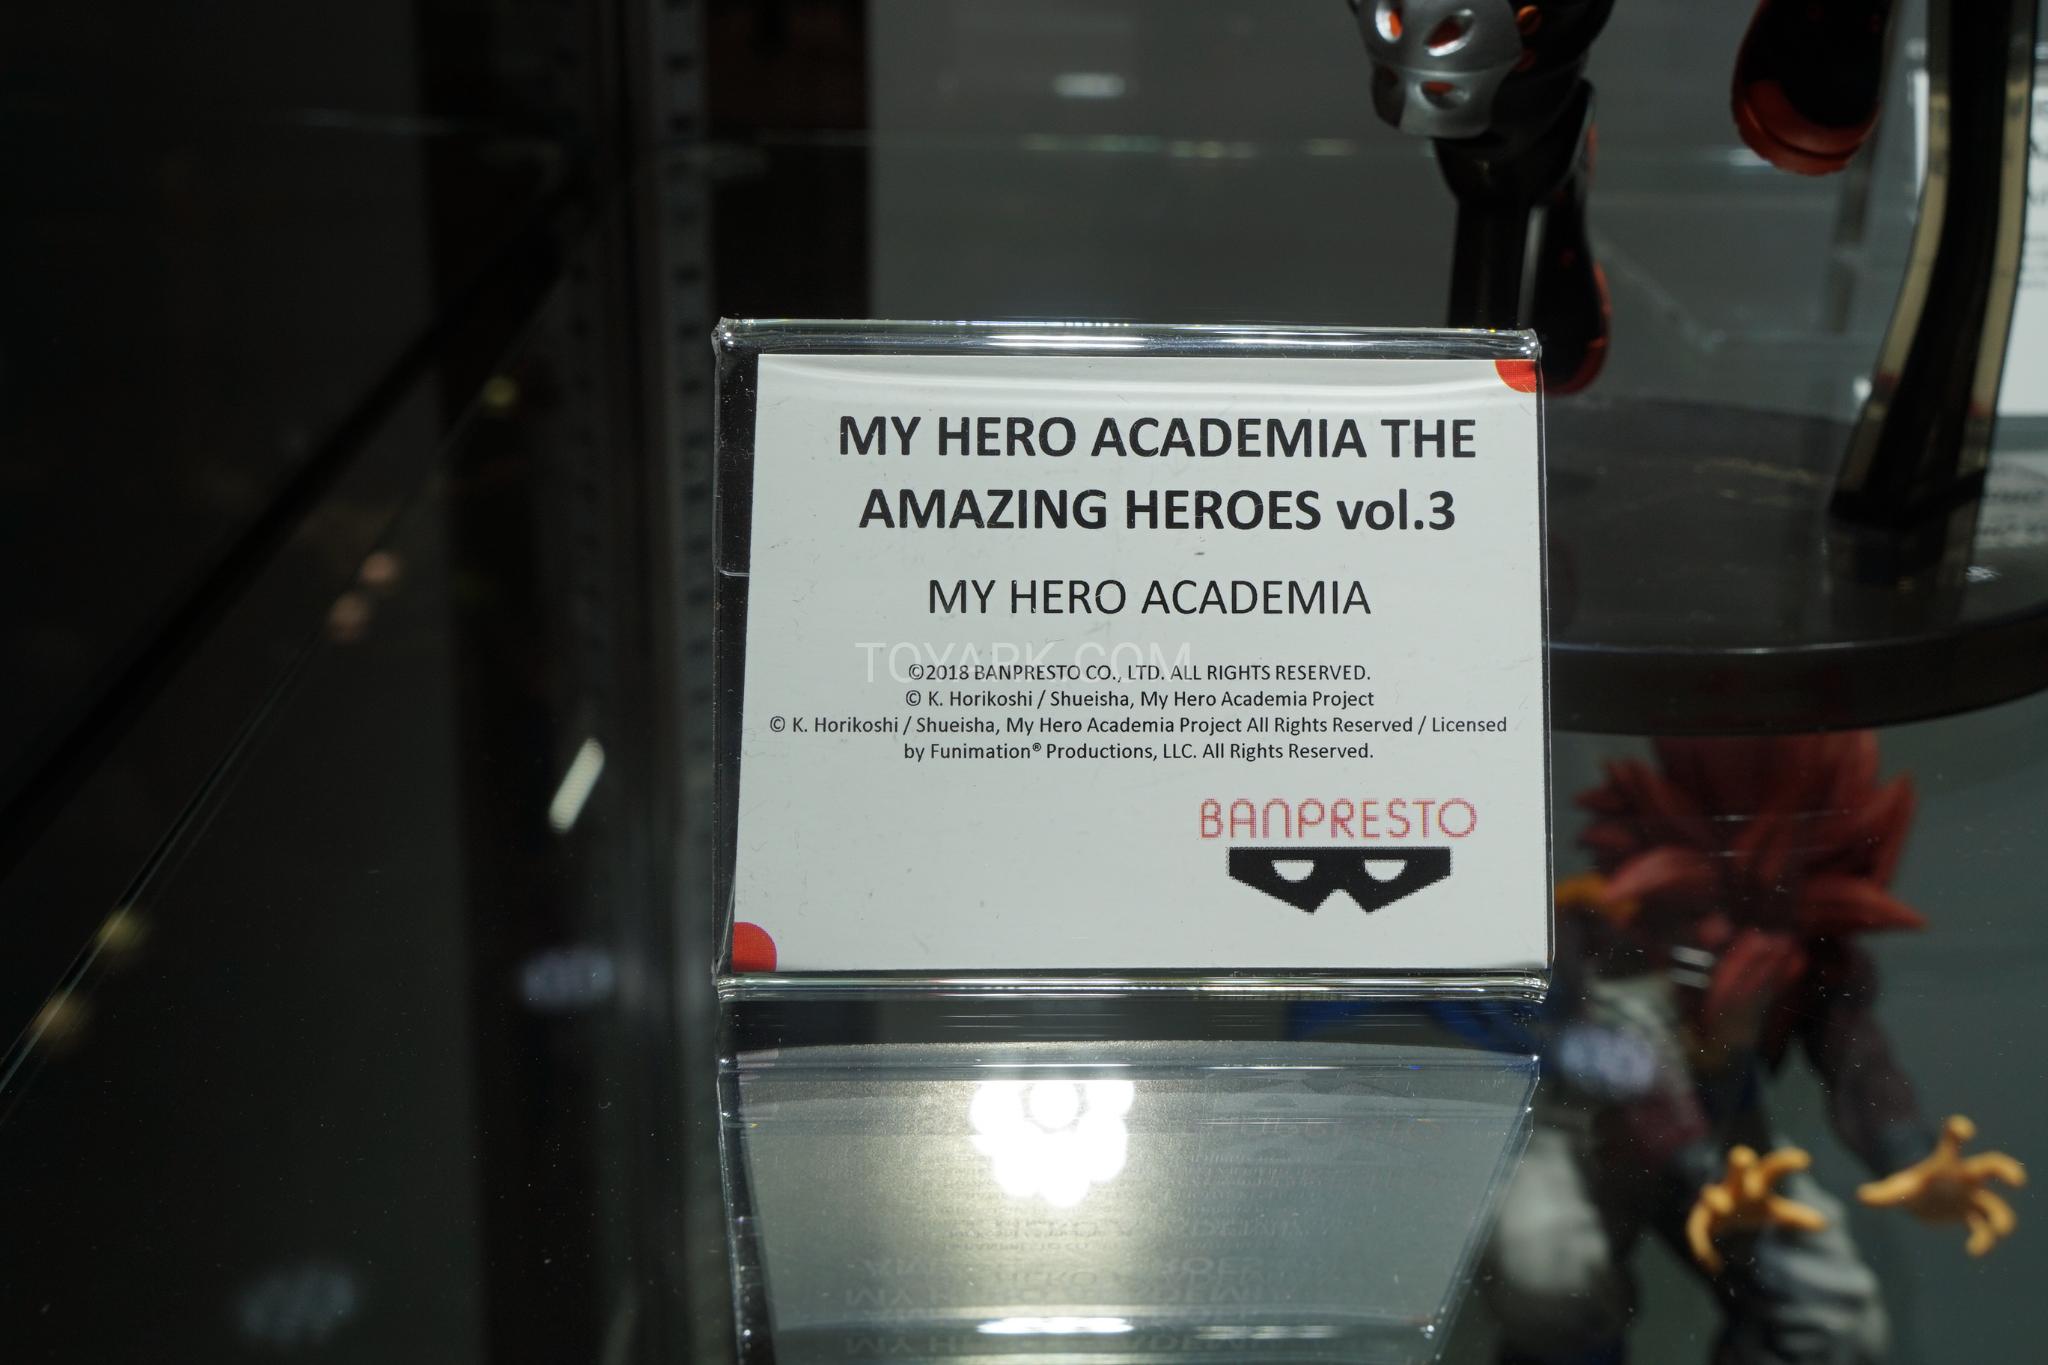 MY HERO ACADEMIA THE
AMAZING HEROES vol.3
MY HERO ACADEMIA
TOYARK.COM
©2018 BANPRESTO CO., LTD. ALL RIGHTS RESERVED.
© K. Horikoshi / Shueisha, My Hero Academia Project
© K. Horikoshi / Shueisha, My Hero Academia Project All Rights Reserved / Licensed
by Funimation® Productions, LLC. All Rights Reserved.
BANPRESTO